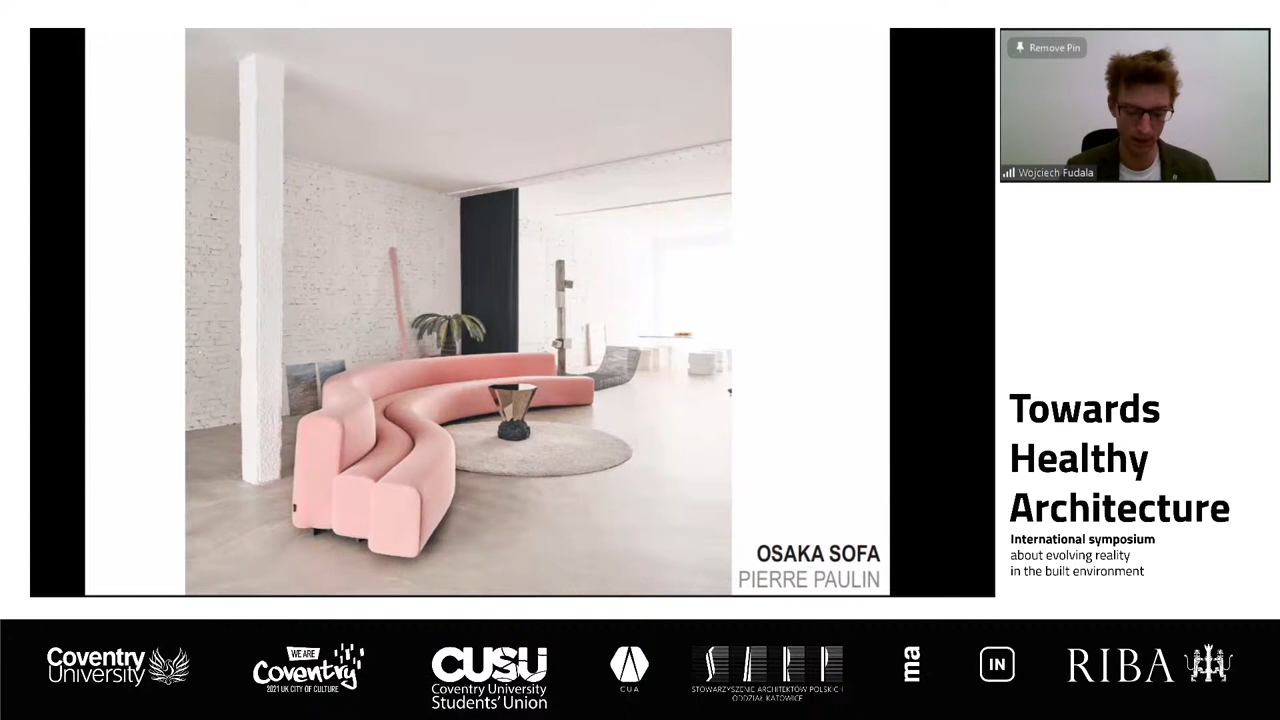 Remove Pin
Wojciech Fudala
OSAKA SOFA
PIERRE PAULIN
Towards
Healthy
Architecture
International symposium
about evolving reality
in the built environment
Coventry
University
WE ARE
Coventry
2021 UK CITY OF CULTURE
CUSU
Coventry University
Students' Union
CUA
SARP
STOWARZYSZENIE ARCHITEKTÓW POLSKICH
ODDZIAŁ KATOWICE
ma
IN
RIBA